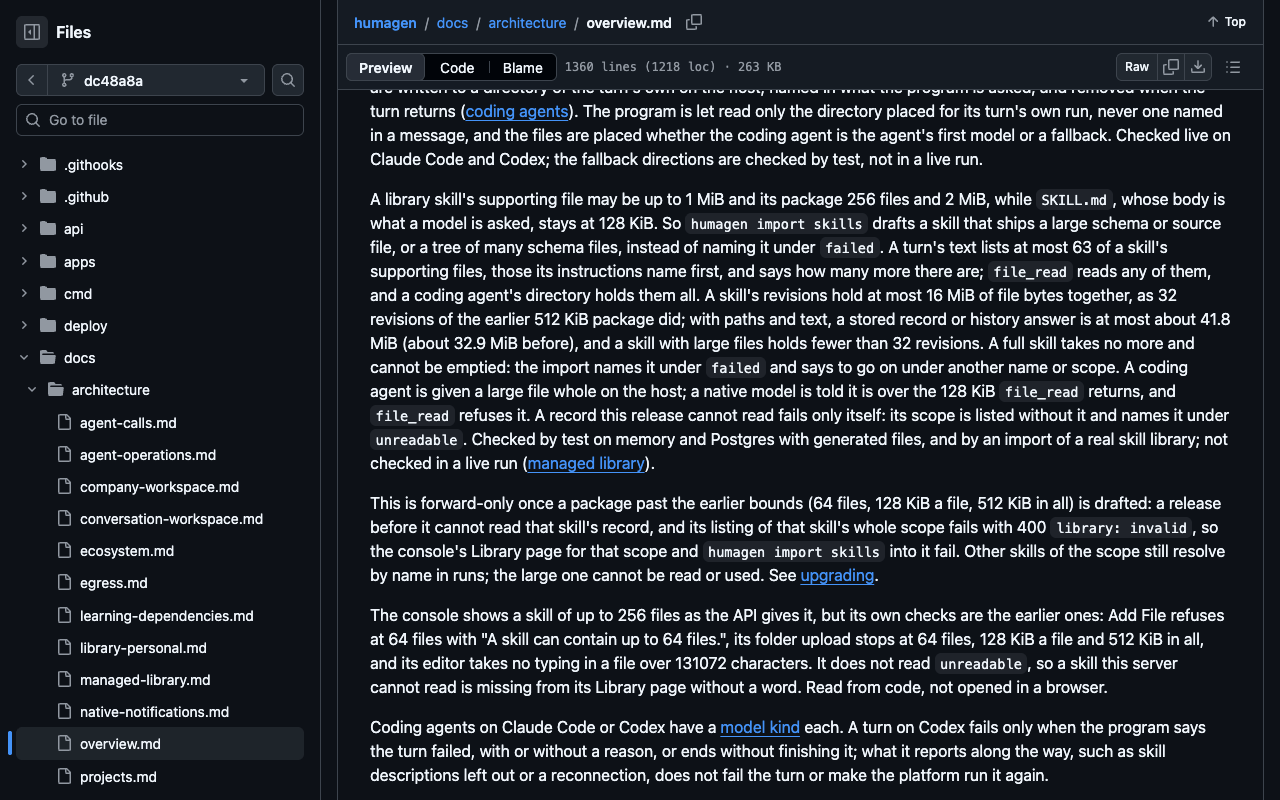 Files
humagen / docs / architecture / overview.md
Top
dc48a8a
Preview
Code
Blame
1360 lines (1218 loc) · 263 KB
Raw
Go to file
.githooks
.github
api
apps
cmd
deploy
docs
architecture
agent-calls.md
agent-operations.md
company-workspace.md
conversation-workspace.md
ecosystem.md
egress.md
learning-dependencies.md
library-personal.md
managed-library.md
native-notifications.md
overview.md
projects.md
are written to a directory of the turn's own on the host, named in what the program is asked, and removed when the
turn returns (coding agents). The program is let read only the directory placed for its turn's own run, never one named
in a message, and the files are placed whether the coding agent is the agent's first model or a fallback. Checked live on
Claude Code and Codex; the fallback directions are checked by test, not in a live run.
A library skill's supporting file may be up to 1 MiB and its package 256 files and 2 MiB, while SKILL.md, whose body is
what a model is asked, stays at 128 KiB. So humagen import skills drafts a skill that ships a large schema or source
file, or a tree of many schema files, instead of naming it under failed. A turn's text lists at most 63 of a skill's
supporting files, those its instructions name first, and says how many more there are; file_read reads any of them,
and a coding agent's directory holds them all. A skill's revisions hold at most 16 MiB of file bytes together, as 32
revisions of the earlier 512 KiB package did; with paths and text, a stored record or history answer is at most about 41.8
MiB (about 32.9 MiB before), and a skill with large files holds fewer than 32 revisions. A full skill takes no more and
cannot be emptied: the import names it under failed and says to go on under another name or scope. A coding
agent is given a large file whole on the host; a native model is told it is over the 128 KiB file_read returns, and
file_read refuses it. A record this release cannot read fails only itself: its scope is listed without it and names it under
unreadable. Checked by test on memory and Postgres with generated files, and by an import of a real skill library; not
checked in a live run (managed library).
This is forward-only once a package past the earlier bounds (64 files, 128 KiB a file, 512 KiB in all) is drafted: a release
before it cannot read that skill's record, and its listing of that skill's whole scope fails with 400 library: invalid, so
the console's Library page for that scope and humagen import skills into it fail. Other skills of the scope still resolve
by name in runs; the large one cannot be read or used. See upgrading.
The console shows a skill of up to 256 files as the API gives it, but its own checks are the earlier ones: Add File refuses
at 64 files with "A skill can contain up to 64 files.", its folder upload stops at 64 files, 128 KiB a file and 512 KiB in all,
and its editor takes no typing in a file over 131072 characters. It does not read unreadable, so a skill this server
cannot read is missing from its Library page without a word. Read from code, not opened in a browser.
Coding agents on Claude Code or Codex have a model kind each. A turn on Codex fails only when the program says
the turn failed, with or without a reason, or ends without finishing it; what it reports along the way, such as skill
descriptions left out or a reconnection, does not fail the turn or make the platform run it again.